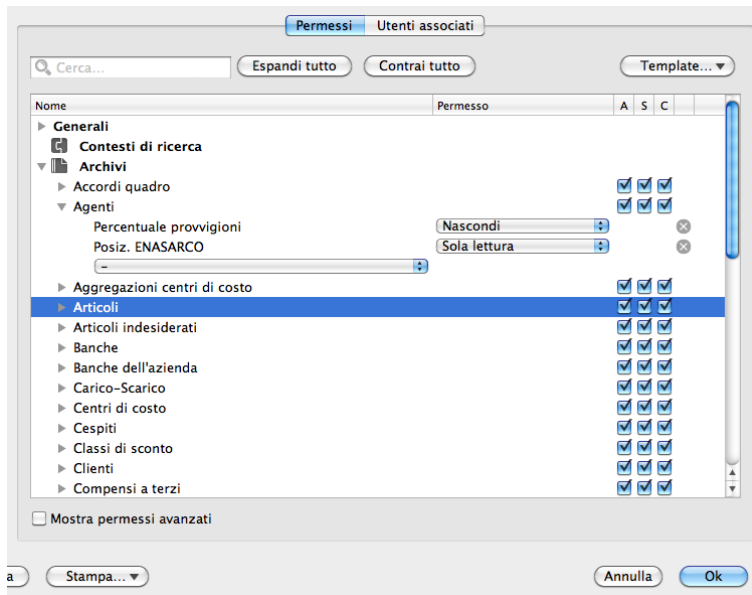 Permessi Utenti associati
Cerca... Espandi tutto Contrai tutto Template...
Nome Permesso A S C
Generali
Contesti di ricerca
Archivi
Accordi quadro
Agenti
Percentuale provvigioni Nascondi
Posiz. ENASARCO Sola lettura
–
Aggregazioni centri di costo
Articoli
Articoli indesiderati
Banche
Banche dell'azienda
Carico-Scarico
Centri di costo
Cespiti
Classi di sconto
Clienti
Compensi a terzi
Mostra permessi avanzati
a Stampa... Annulla Ok